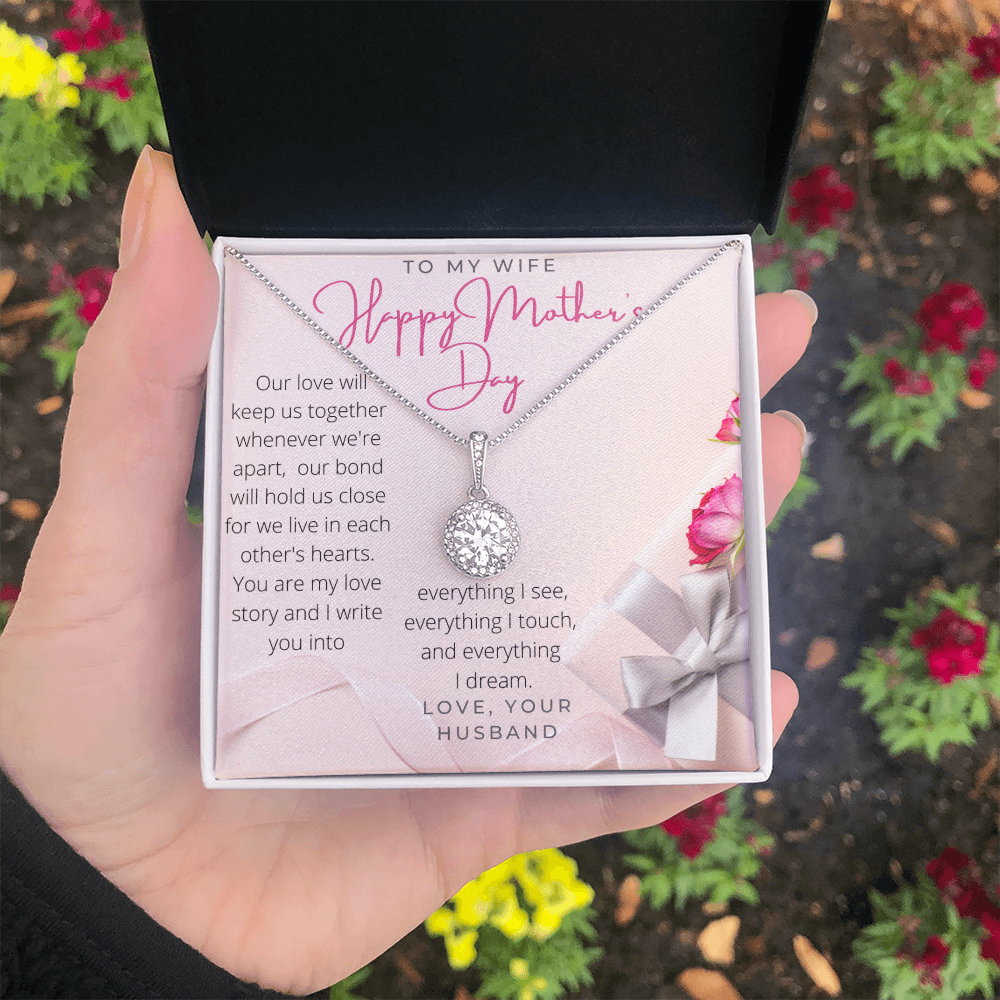 TO MY WIFE
Happy Mother's
Day
Our love will
keep us together
whenever we're
apart, our bond
will hold us close
for we live in each
other's hearts.
You are my love
story and I write
you into
everything I see,
everything I touch,
and everything
I dream.
LOVE, YOUR
HUSBAND